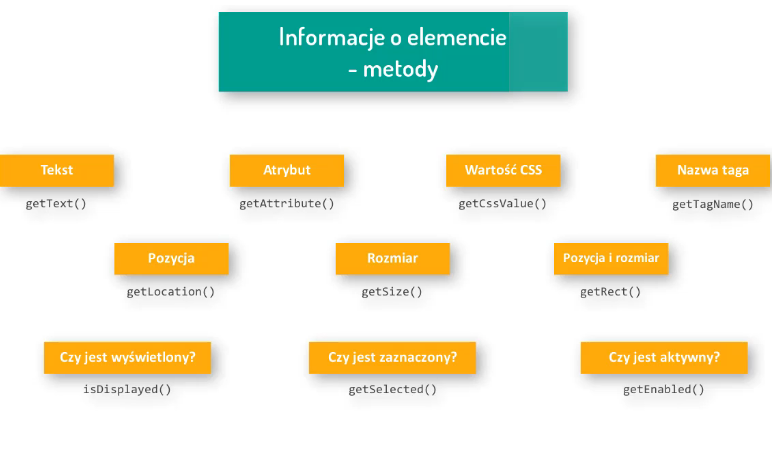 Informacje o elemencie
- metody
Tekst
Atrybut
Wartość CSS
Nazwa taga
getText()
getAttribute()
getCssValue()
getTagName()
Pozycja
Rozmiar
Pozycja i rozmiar
getLocation()
getSize()
getRect()
Czy jest wyświetlony?
Czy jest zaznaczony?
Czy jest aktywny?
isDisplayed()
getSelected()
getEnabled()